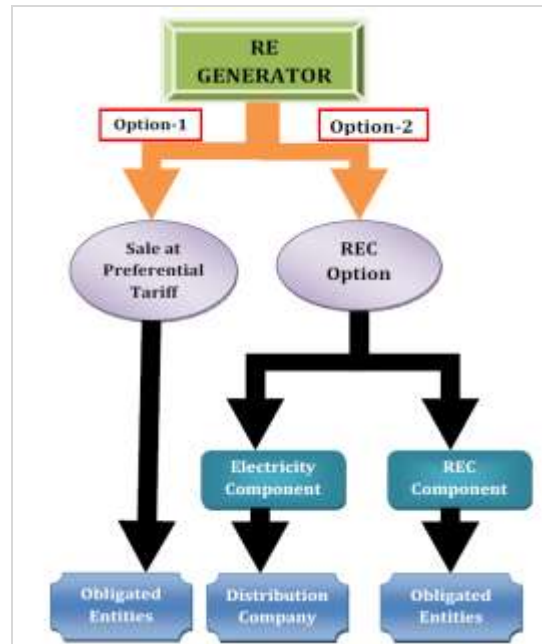 RE
GENERATOR
Option-1
Option-2
Sale at
Preferential
Tariff
REC
Option
Electricity
Component
REC
Component
Obligated
Entities
Distribution
Company
Obligated
Entities